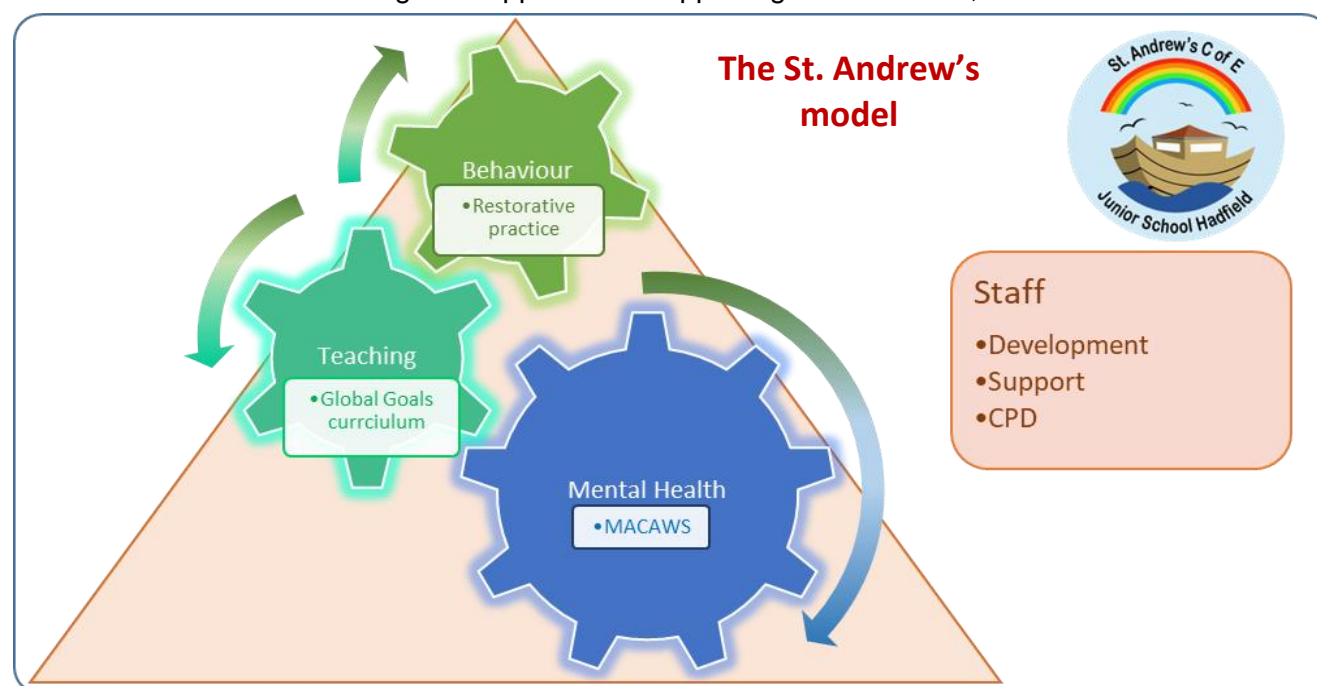 The St. Andrew's
model
St. Andrew's C of E
Junior School Hadfield
Behaviour
•Restorative
practice
Teaching
•Global Goals
currciulum
Mental Health
•MACAWS
Staff
•Development
•Support
•CPD